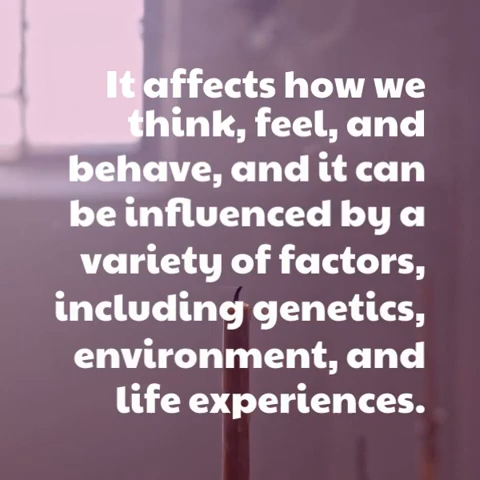 It affects how we
think, feel, and
behave, and it can
be influenced by a
variety of factors,
including genetics,
environment, and
life experiences.